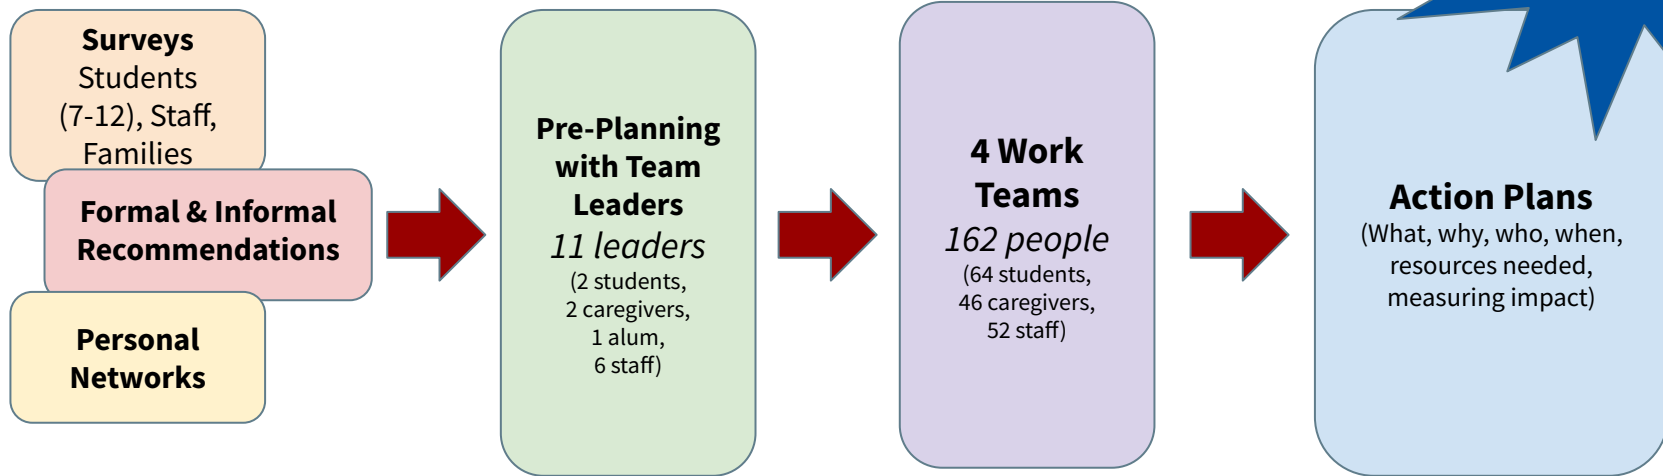 Surveys
Students
(7-12), Staff,
Families
Formal & Informal
Recommendations
Personal
Networks
Pre-Planning
with Team
Leaders
11 leaders
(2 students,
2 caregivers,
1 alum,
6 staff)
4 Work
Teams
162 people
(64 students,
46 caregivers,
52 staff)
Action Plans
(What, why, who, when,
resources needed,
measuring impact)